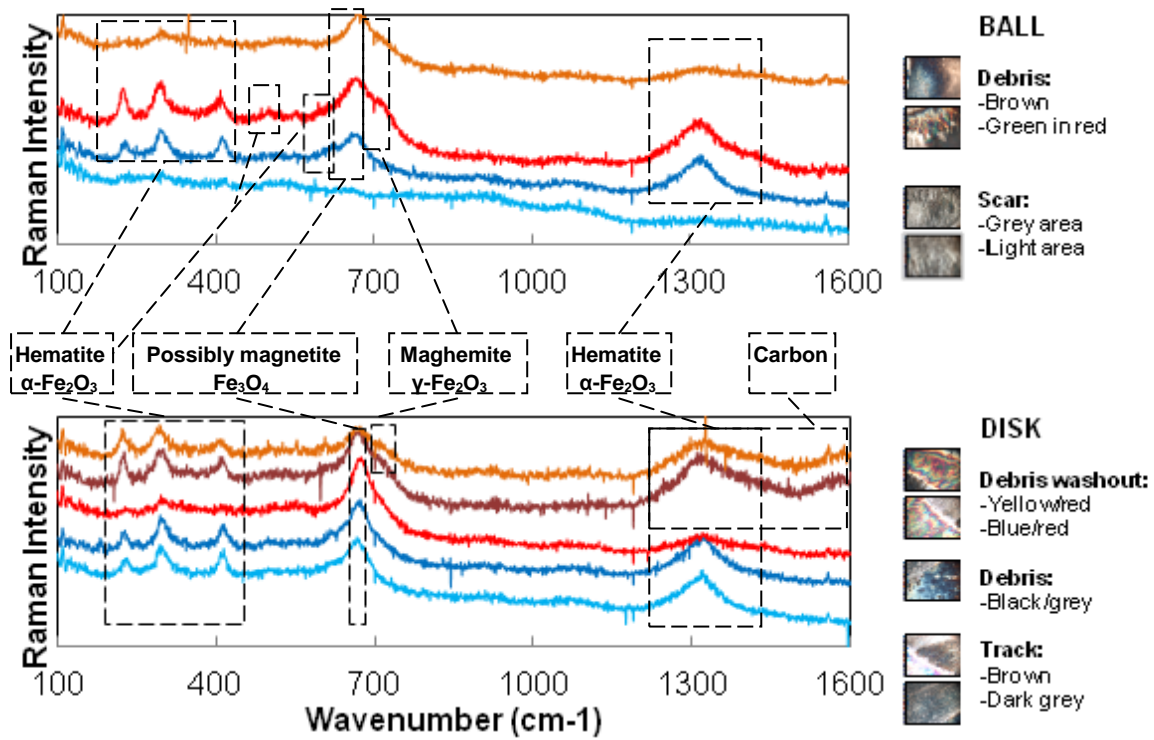 Raman Intensity
100 400 700 1000 1300 1600
BALL
Debris:
-Brown
-Green in red
Scar:
-Grey area
-Light area
Hematite
α-Fe₂O₃
Possibly magnetite
Fe₃O₄
Maghemite
γ-Fe₂O₃
Hematite
α-Fe₂O₃
Carbon
Raman Intensity
100 400 700 1000 1300 1600
Wavenumber (cm-1)
DISK
Debris washout:
-Yellow/red
-Blue/red
Debris:
-Black/grey
Track:
-Brown
-Dark grey